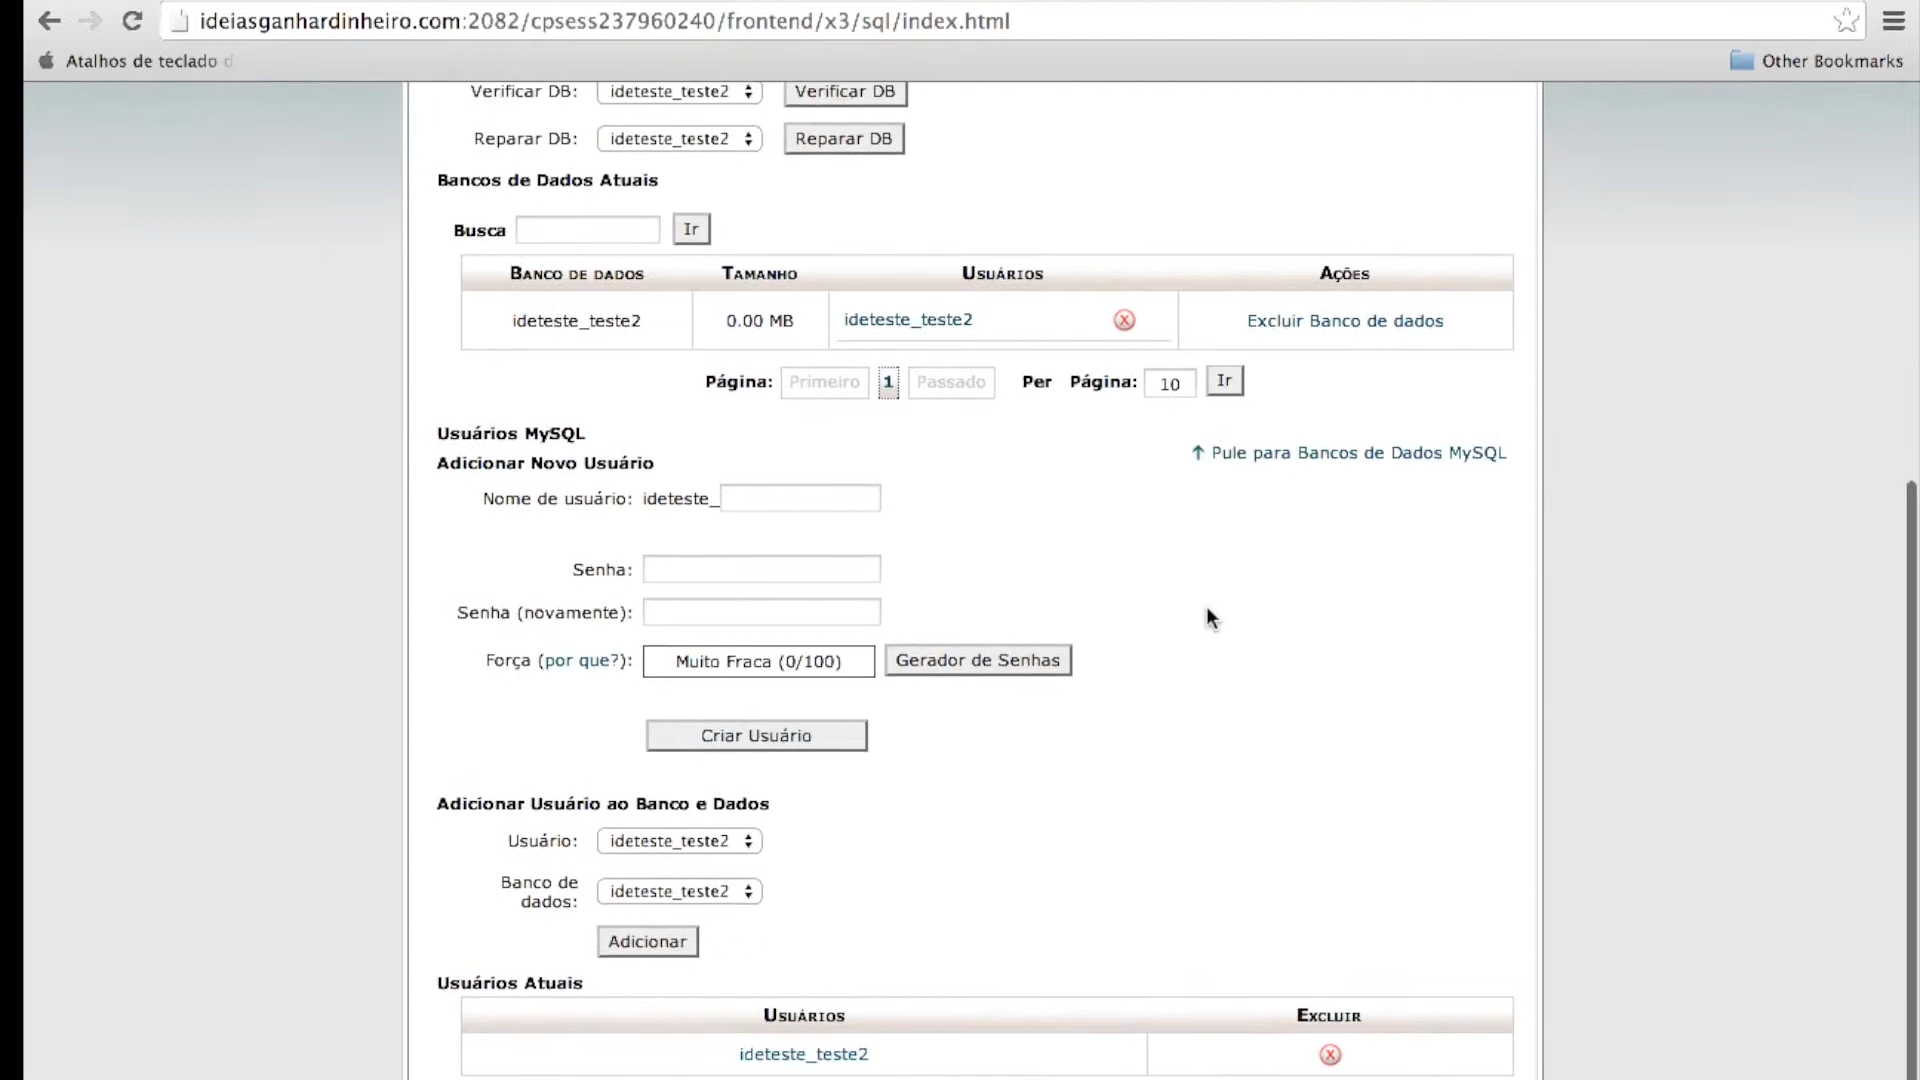 ideiasganhardinheiro.com:2082/cpsess237960240/frontend/x3/sql/index.html
Atalhos de teclado d
Other Bookmarks
Verificar DB: ideteste_teste2 Verificar DB
Reparar DB: ideteste_teste2 Reparar DB
Bancos de Dados Atuais
Busca Ir
Banco de dados Tamanho Usuários Ações
ideteste_teste2 0.00 MB ideteste_teste2 Excluir Banco de dados
Página: Primeiro 1 Passado Per Página: 10 Ir
Usuários MySQL
↑ Pule para Bancos de Dados MySQL
Adicionar Novo Usuário
Nome de usuário: ideteste_
Senha:
Senha (novamente):
Força (por que?): Muito Fraca (0/100) Gerador de Senhas
Criar Usuário
Adicionar Usuário ao Banco e Dados
Usuário: ideteste_teste2
Banco de
dados: ideteste_teste2
Adicionar
Usuários Atuais
Usuários Excluir
ideteste_teste2